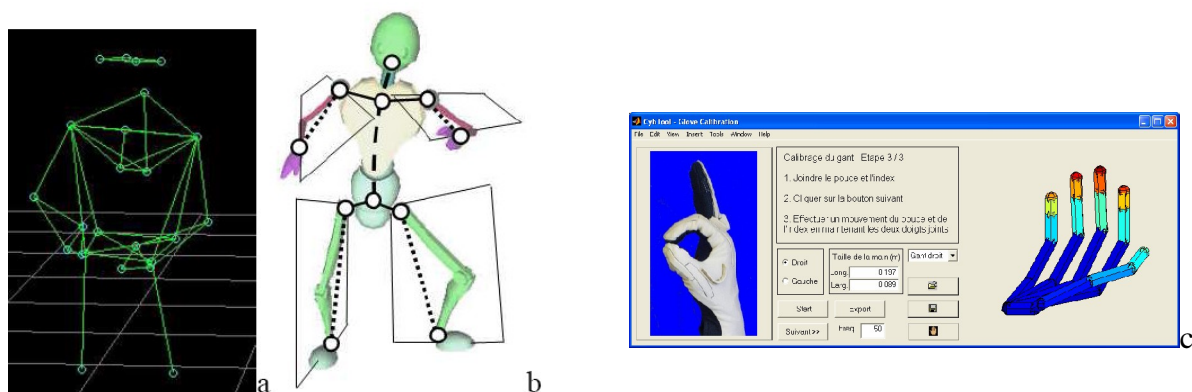 Cyb Tool - Glove Calibration
File Edit View Insert Tools Window Help
Calibrage du gant Etape 3 / 3
1. Joindre le pouce et l'index
2. Cliquer sur le bouton suivant
3. Effectuer un mouvement du pouce et de
l'index en maintenant les deux doigts joints
Droit
Gauche
Taille de la main (m)
Long. 0.197
Larg. 0.089
Gant droit
Start
Export
Suivant >>
Freq 50
a
b
c